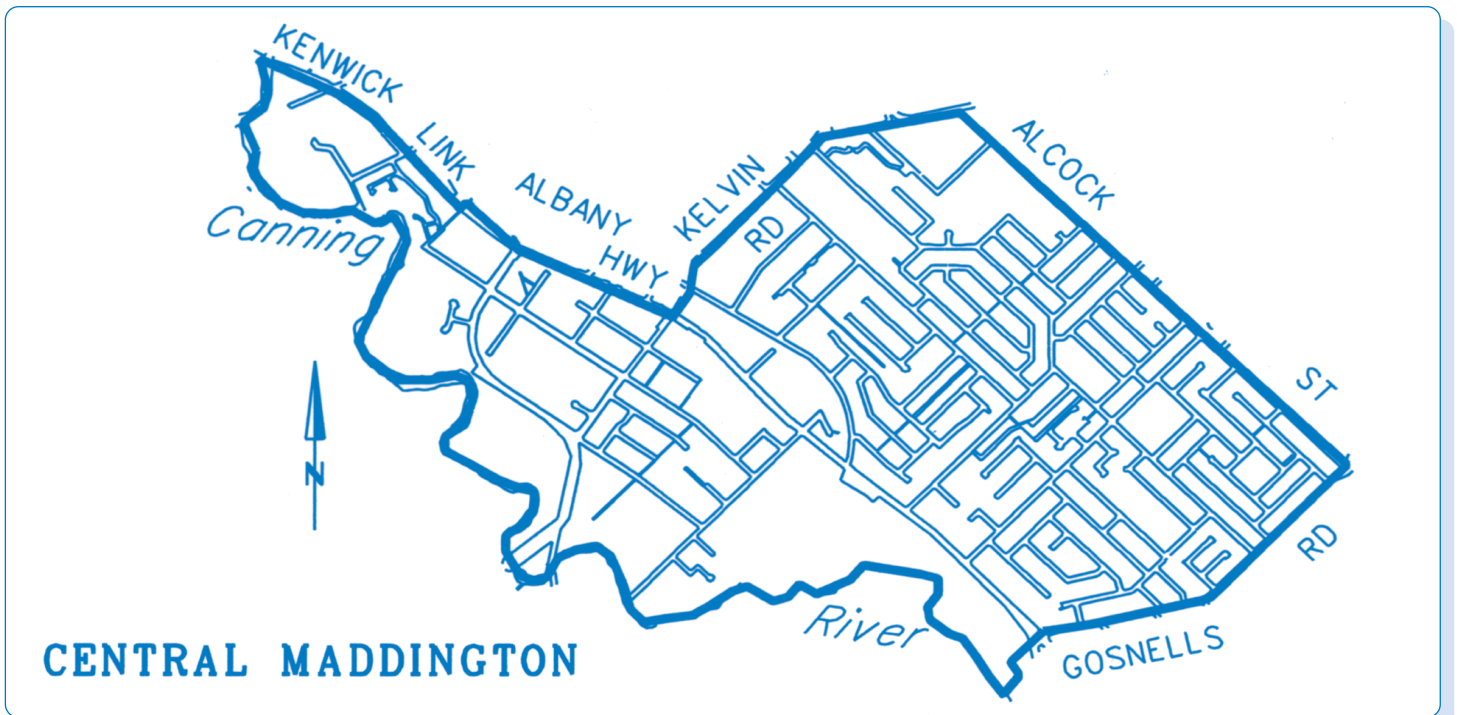 KENWICK
LINK
ALBANY
HWY
KELVIN
RD
ALCOCK
ST
Canning
N
RD
River
GOSNELLS
CENTRAL MADDINGTON